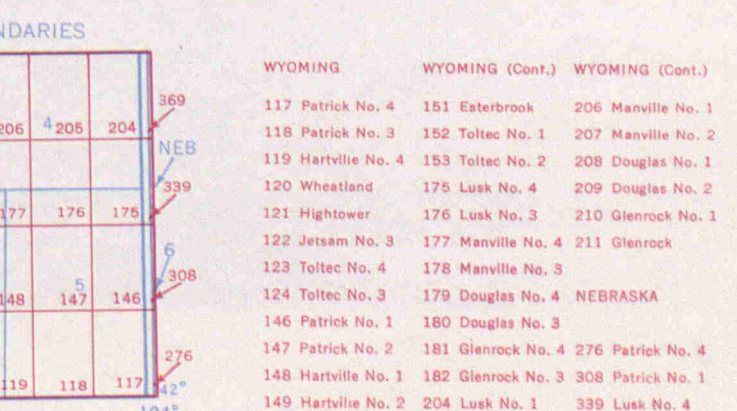 NDARIES
369
206 4 205 204
NEB
339
77 176 175
6
308
5
148 147 146
276
119 118 117
42°
104°
WYOMING
117 Patrick No. 4
118 Patrick No. 3
119 Hartville No. 4
120 Wheatland
121 Hightower
122 Jetsam No. 3
123 Toltec No. 4
124 Toltec No. 3
146 Patrick No. 1
147 Patrick No. 2
148 Hartville No. 1
149 Hartville No. 2
WYOMING (Cont.)
151 Esterbrook
152 Toltec No. 1
153 Toltec No. 2
175 Lusk No. 4
176 Lusk No. 3
177 Manville No. 4
178 Manville No. 3
179 Douglas No. 4
180 Douglas No. 3
181 Glenrock No. 4
182 Glenrock No. 3
204 Lusk No. 1
WYOMING (Cont.)
206 Manville No. 1
207 Manville No. 2
208 Douglas No. 1
209 Douglas No. 2
210 Glenrock No. 1
211 Glenrock
NEBRASKA
276 Patrick No. 4
308 Patrick No. 1
339 Lusk No. 4